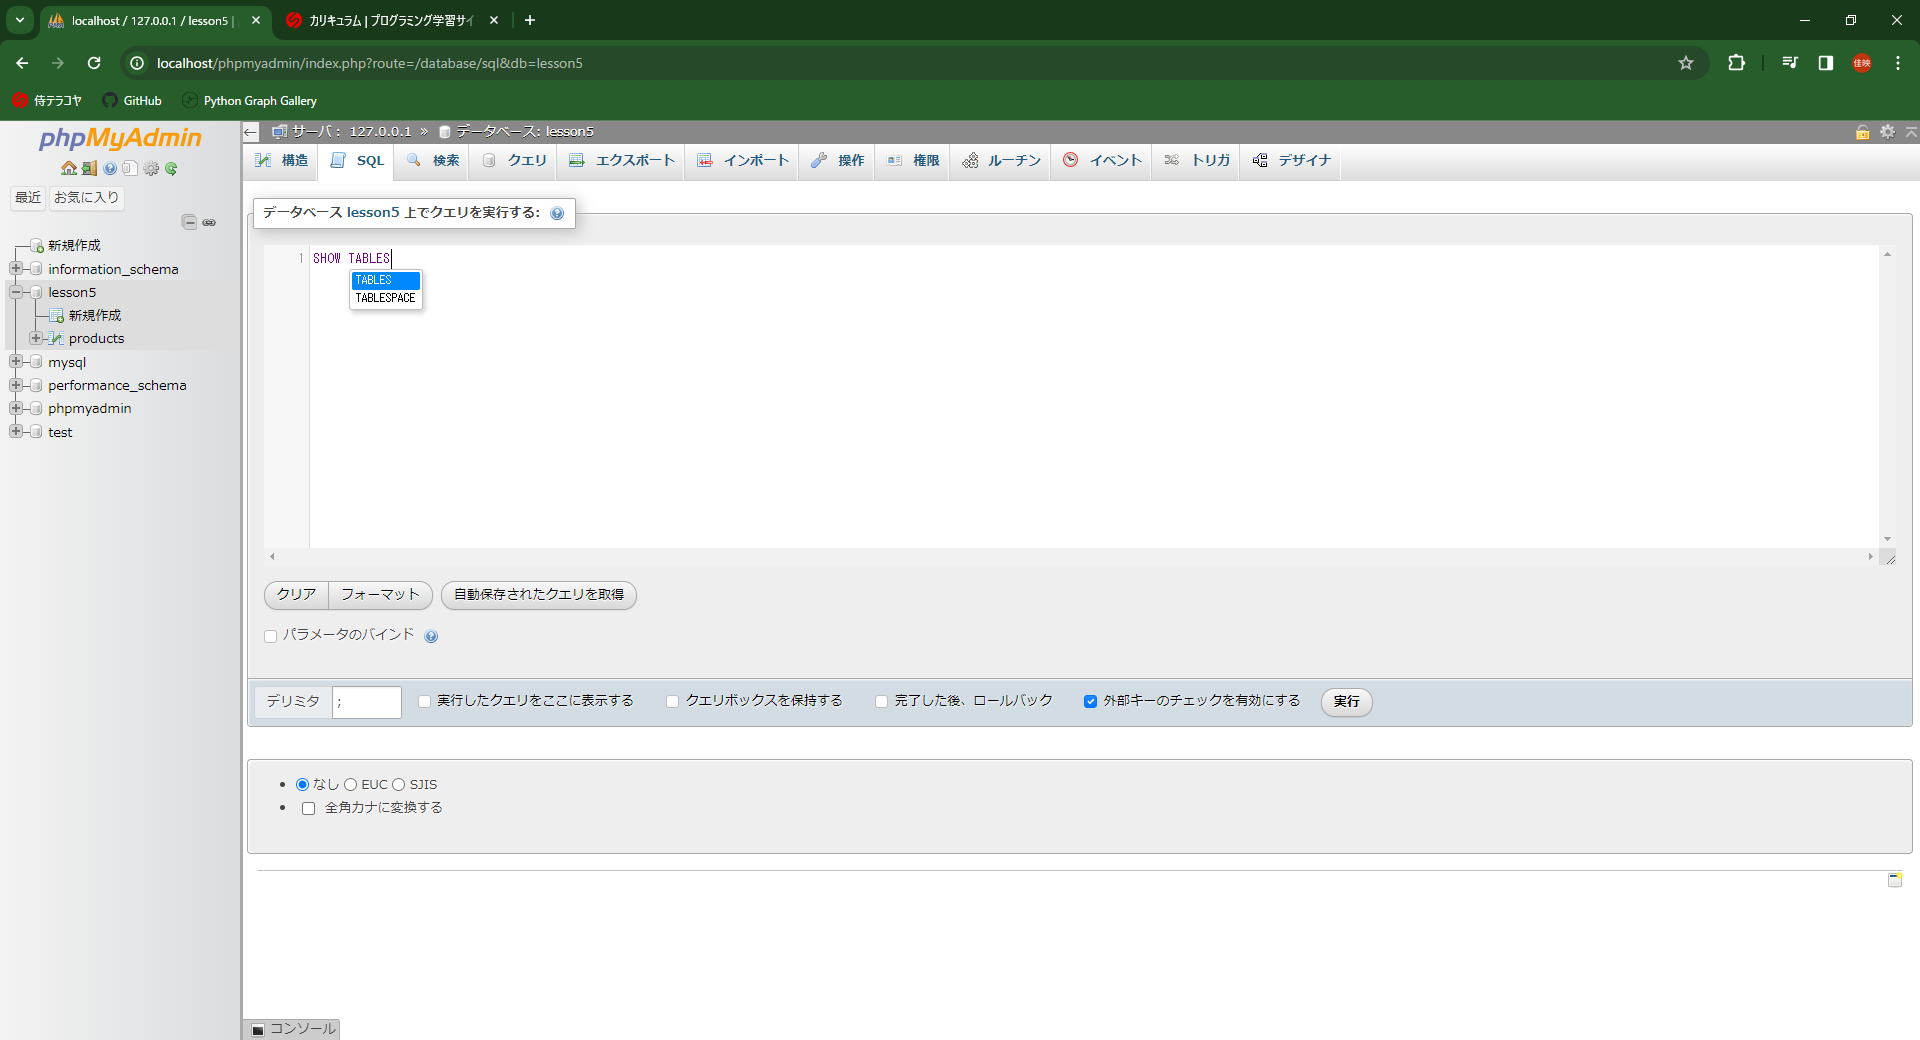 localhost / 127.0.0.1 / lesson5 |
カリキュラム | プログラミング学習サイ
localhost/phpmyadmin/index.php?route=/database/sql&db=lesson5
佳映
侍テラコヤ
GitHub
Python Graph Gallery
phpMyAdmin
最近
お気に入り
新規作成
information_schema
lesson5
新規作成
products
mysql
performance_schema
phpmyadmin
test
サーバ: 127.0.0.1 » データベース: lesson5
構造
SQL
検索
クエリ
エクスポート
インポート
操作
権限
ルーチン
イベント
トリガ
デザイナ
データベース lesson5 上でクエリを実行する:
1
SHOW TABLES
TABLES
TABLESPACE
クリア
フォーマット
自動保存されたクエリを取得
パラメータのバインド
デリミタ
;
実行したクエリをここに表示する
クエリボックスを保持する
完了した後、ロールバック
外部キーのチェックを有効にする
実行
なし EUC SJIS
全角カナに変換する
コンソール